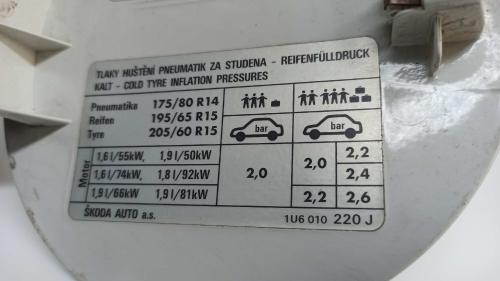 TLAKY HUŠTĚNÍ PNEUMATIK ZA STUDENA - REIFENFÜLLDRUCK
KALT - COLD TYRE INFLATION PRESSURES
Pneumatika 175/80 R14
Reifen 195/65 R15
Tyre 205/60 R15
bar bar
Motor
1,6 l/55kW, 1,9 l/50kW 2,0 2,0 2,2
1,6 l/74kW, 1,8 l/92kW 2,4
1,9 l/66kW 1,9 l/81kW 2,2 2,6
ŠKODA AUTO a.s. 1U6 010 220 J